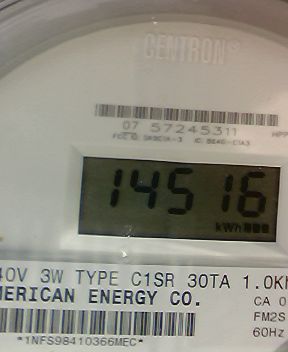 CENTRON®
07 57245311
14516
kWh
40V 3W TYPE C1SR 30TA 1.0Kh
MERICAN ENERGY CO.
CA 0
FM2S
60Hz
*1NFS98410366MEC*